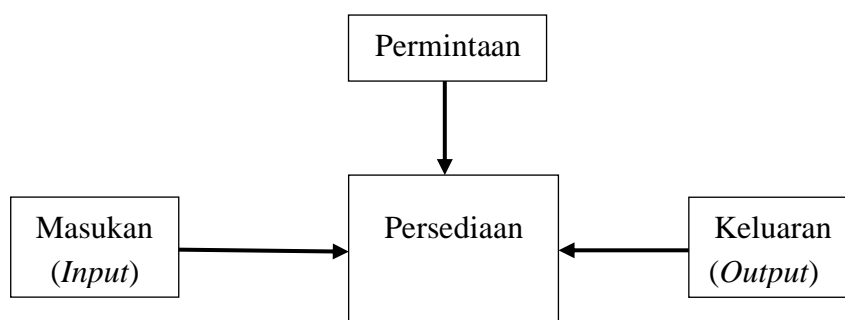 Permintaan
Masukan
(Input)
Persediaan
Keluaran
(Output)